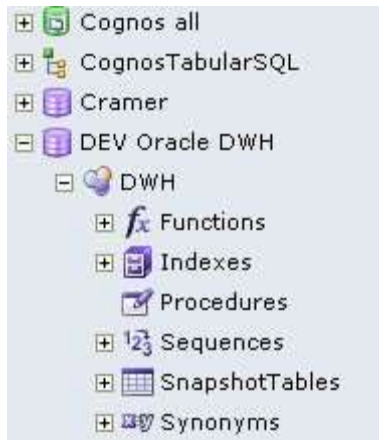 Cognos all
CognosTabularSQL
Cramer
DEV Oracle DWH
DWH
Functions
Indexes
Procedures
Sequences
SnapshotTables
Synonyms